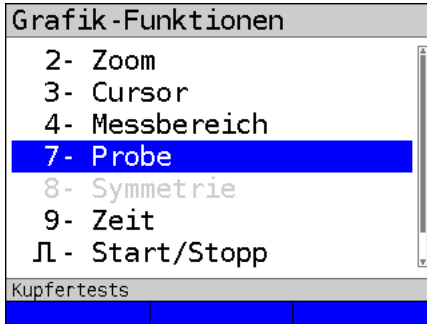 Grafik-Funktionen
2- Zoom
3- Cursor
4- Messbereich
7- Probe
8- Symmetrie
9- Zeit
⎍- Start/Stopp
Kupfertests